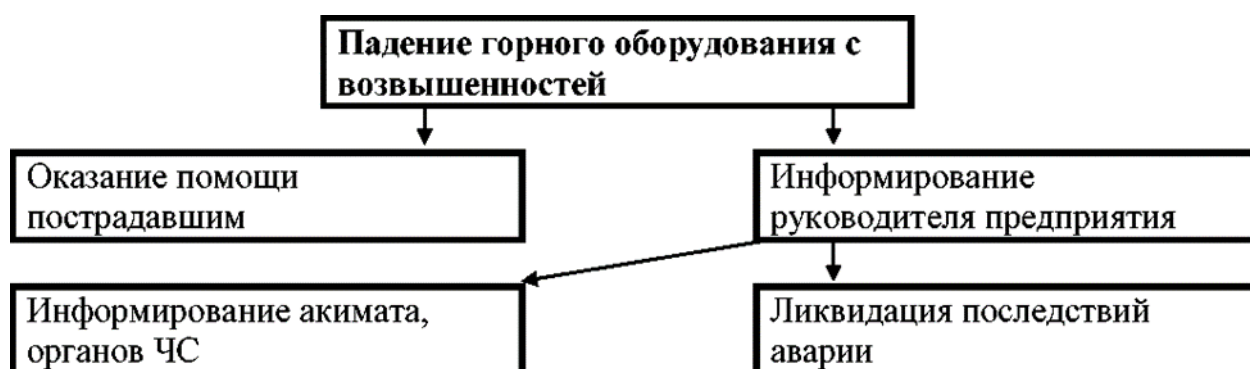 Падение горного оборудования с
возвышенностей
Оказание помощи
пострадавшим
Информирование
руководителя предприятия
Информирование акимата,
органов ЧС
Ликвидация последствий
аварии